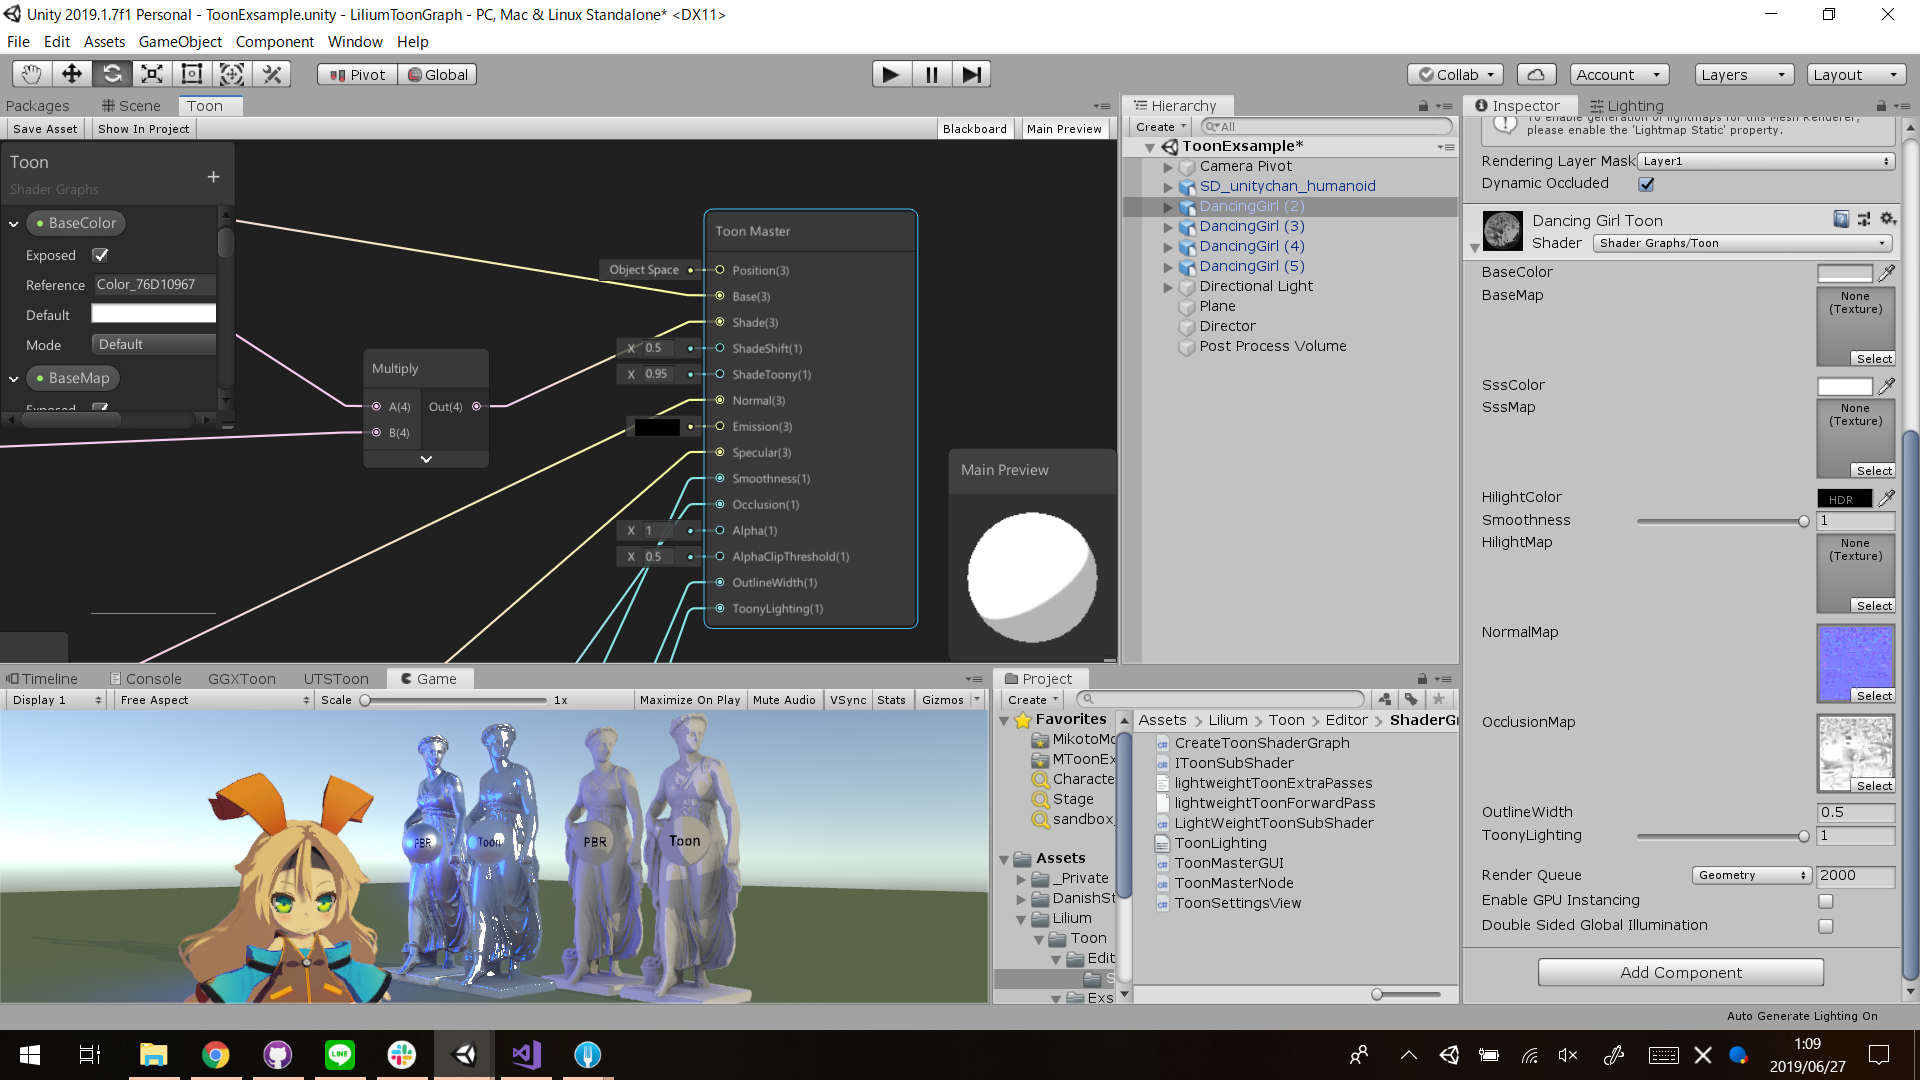 Unity 2019.1.7f1 Personal - ToonExsample.unity - LiliumToonGraph - PC, Mac & Linux Standalone* <DX11>
File Edit Assets GameObject Component Window Help
Pivot Global Collab Account Layers Layout
Packages Scene Toon
Save Asset Show In Project Blackboard Main Preview
Toon
Shader Graphs
BaseColor
Exposed
Reference Color_76D10967
Default
Mode Default
BaseMap
Exposed
Multiply
A(4) Out(4)
B(4)
Toon Master
Object Space Position(3)
Base(3)
Shade(3)
X 0.5 ShadeShift(1)
X 0.95 ShadeToony(1)
Normal(3)
Emission(3)
Specular(3)
Smoothness(1)
Occlusion(1)
X 1 Alpha(1)
X 0.5 AlphaClipThreshold(1)
OutlineWidth(1)
ToonyLighting(1)
Main Preview
Hierarchy
Create All
ToonExsample*
Camera Pivot
SD_unitychan_humanoid
DancingGirl (2)
DancingGirl (3)
DancingGirl (4)
DancingGirl (5)
Directional Light
Plane
Director
Post Process Volume
Inspector Lighting
To enable generation of lightmaps for this Mesh Renderer,
please enable the 'Lightmap Static' property.
Rendering Layer Mask Layer1
Dynamic Occluded
Dancing Girl Toon
Shader Shader Graphs/Toon
BaseColor
BaseMap None
(Texture)
Select
SssColor
SssMap None
(Texture)
Select
HilightColor HDR
Smoothness 1
HilightMap None
(Texture)
Select
NormalMap
Select
OcclusionMap
Select
OutlineWidth 0.5
ToonyLighting 1
Render Queue Geometry 2000
Enable GPU Instancing
Double Sided Global Illumination
Add Component
Timeline Console GGXToon UTSToon Game
Display 1 Free Aspect Scale 1x Maximize On Play Mute Audio VSync Stats Gizmos
PBR Toon PBR Toon
Project
Create
Favorites
MikotoMo
MToonEx
Characte
Stage
sandbox_
Assets
_Private
DanishSt
Lilium
Toon
Edit
S
Exs
Assets > Lilium > Toon > Editor > ShaderGr
CreateToonShaderGraph
IToonSubShader
lightweightToonExtraPasses
lightweightToonForwardPass
LightWeightToonSubShader
ToonLighting
ToonMasterGUI
ToonMasterNode
ToonSettingsView
Auto Generate Lighting On
LINE
1:09
2019/06/27